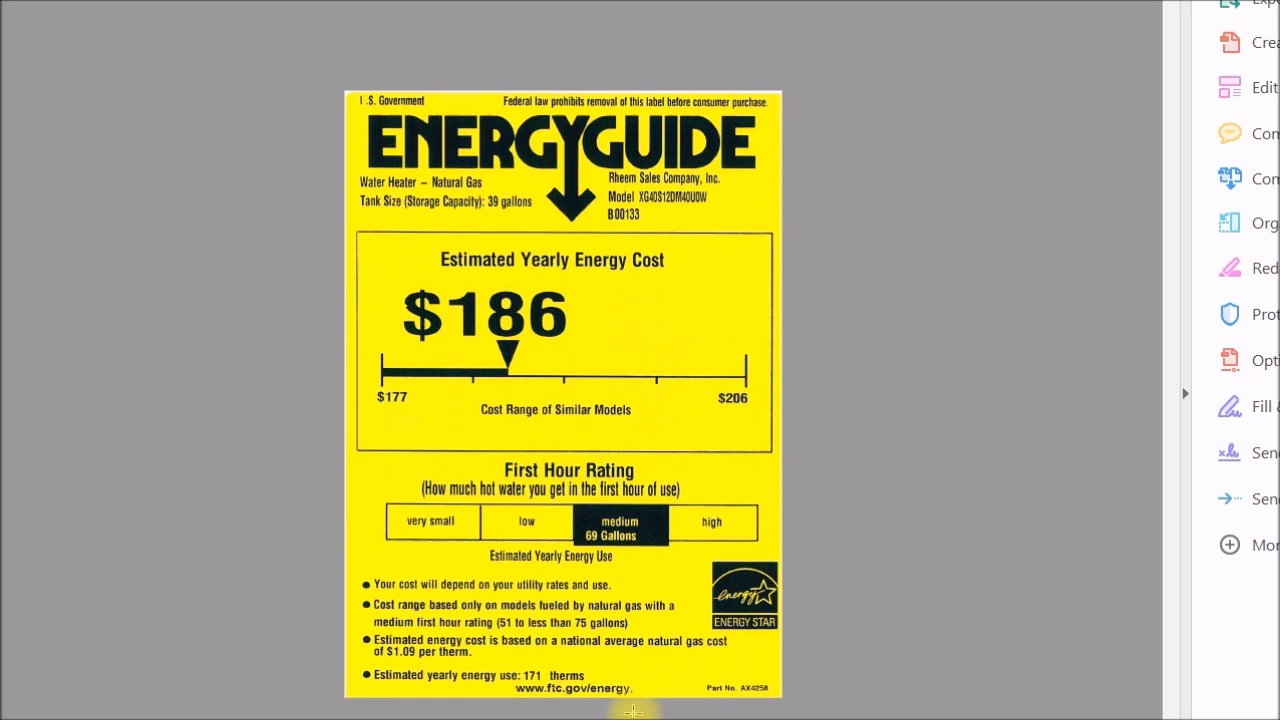 U.S. Government
Federal law prohibits removal of this label before consumer purchase.
ENERGYGUIDE
Water Heater – Natural Gas
Tank Size (Storage Capacity): 39 gallons
Rheem Sales Company, Inc.
Model XG40S12DM40U0W
B00133
Estimated Yearly Energy Cost
$186
$177
$206
Cost Range of Similar Models
First Hour Rating
(How much hot water you get in the first hour of use)
very small
low
medium
69 Gallons
high
Estimated Yearly Energy Use
● Your cost will depend on your utility rates and use.
● Cost range based only on models fueled by natural gas with a
medium first hour rating (51 to less than 75 gallons)
● Estimated energy cost is based on a national average natural gas cost
of $1.09 per therm.
● Estimated yearly energy use: 171 therms
www.ftc.gov/energy.
Part No. AX4258
energy
ENERGY STAR
Crea
Edit
Com
Com
Org
Red
Prot
Opt
Fill &
Sen
Sen
Mor